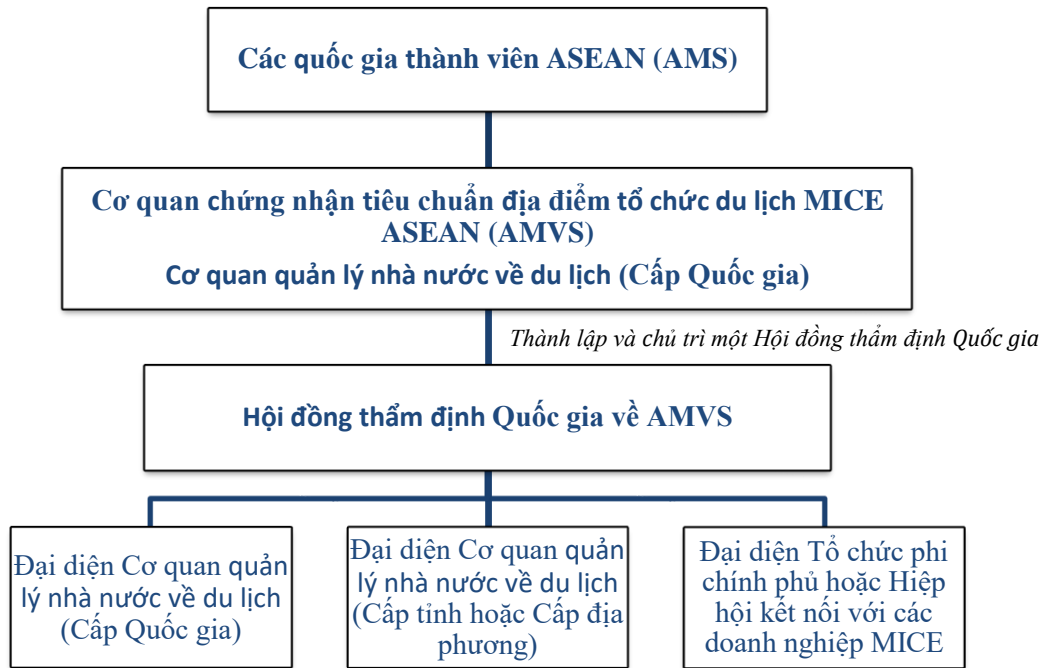 Các quốc gia thành viên ASEAN (AMS)
Cơ quan chứng nhận tiêu chuẩn địa điểm tổ chức du lịch MICE
ASEAN (AMVS)
Cơ quan quản lý nhà nước về du lịch (Cấp Quốc gia)
Thành lập và chủ trì một Hội đồng thẩm định Quốc gia
Hội đồng thẩm định Quốc gia về AMVS
Đại diện Cơ quan quản
lý nhà nước về du lịch
(Cấp Quốc gia)
Đại diện Cơ quan quản
lý nhà nước về du lịch
(Cấp tỉnh hoặc Cấp địa
phương)
Đại diện Tổ chức phi
chính phủ hoặc Hiệp
hội kết nối với các
doanh nghiệp MICE